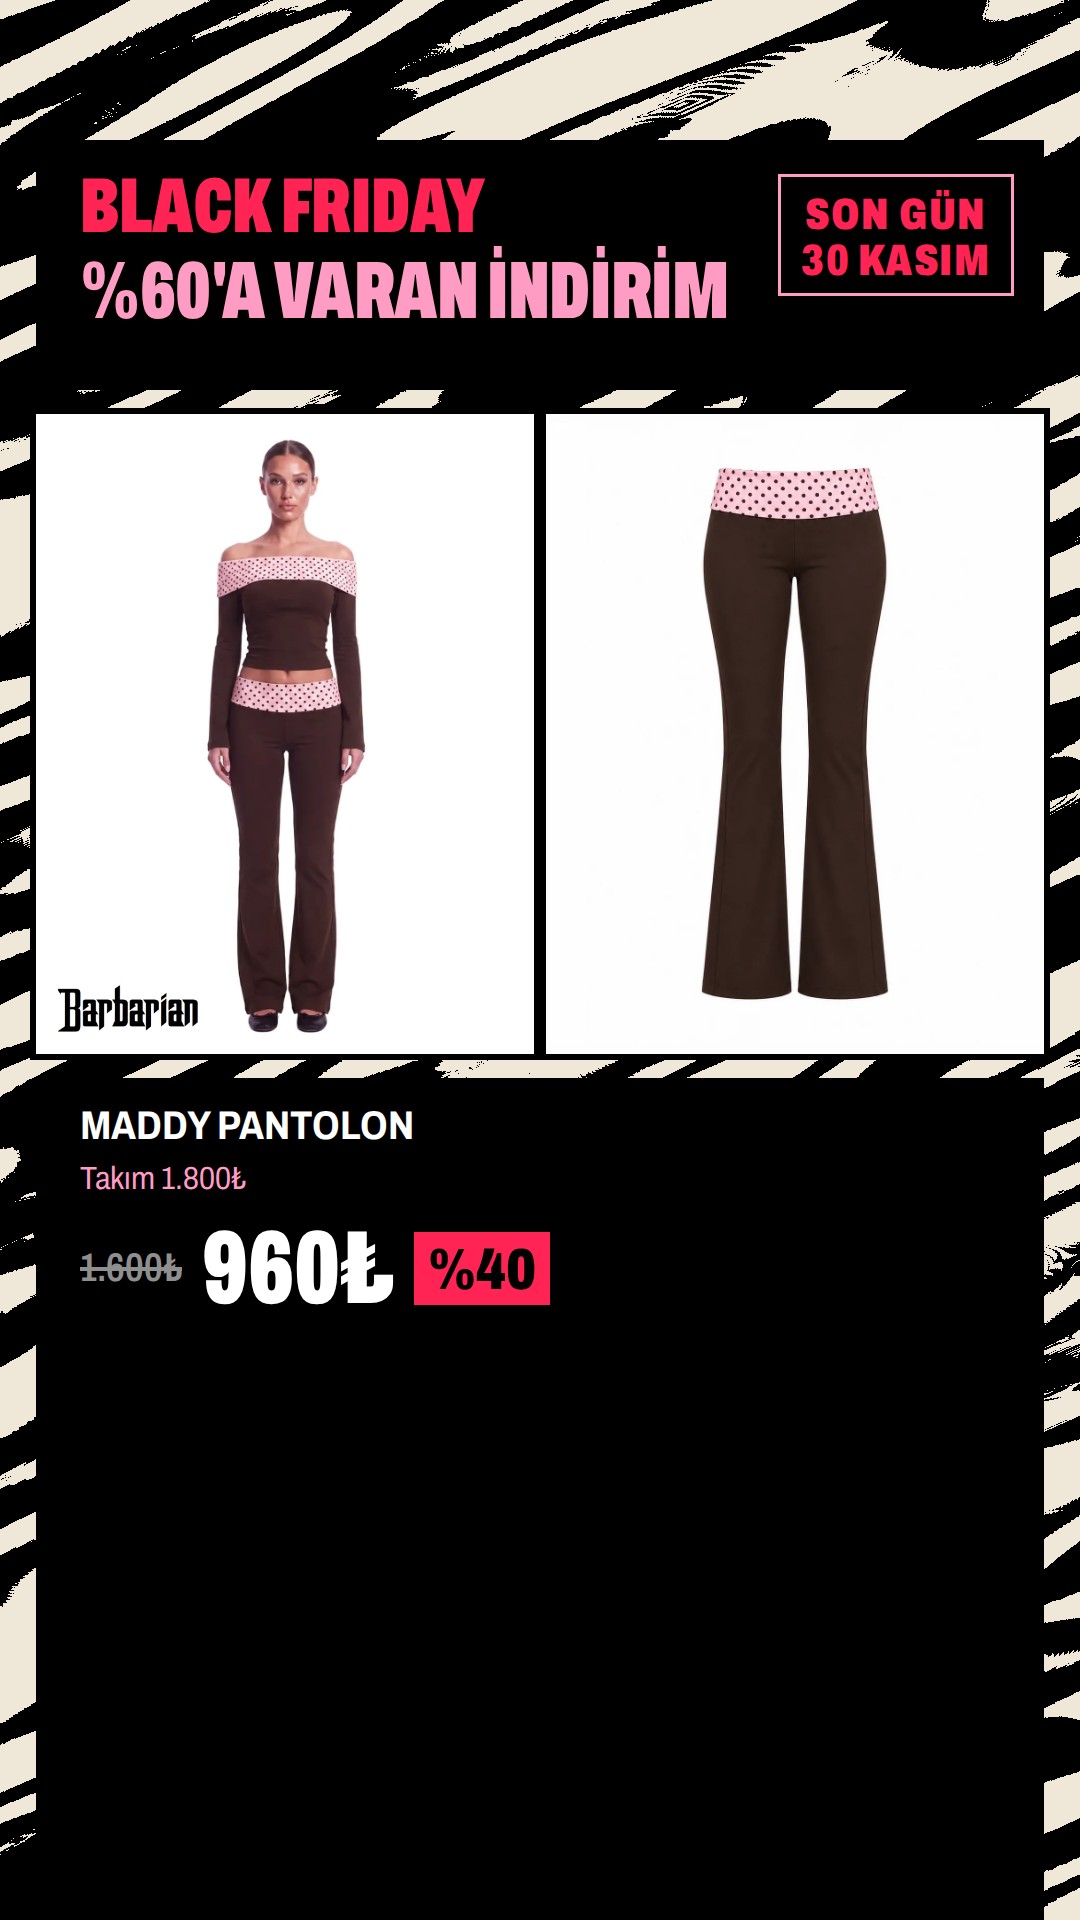 BLACK FRIDAY
%60'A VARAN İNDİRİM
SON GÜN
30 KASIM
Barbarian
MADDY PANTOLON
Takım 1.800₺
1.600₺ 960₺ %40